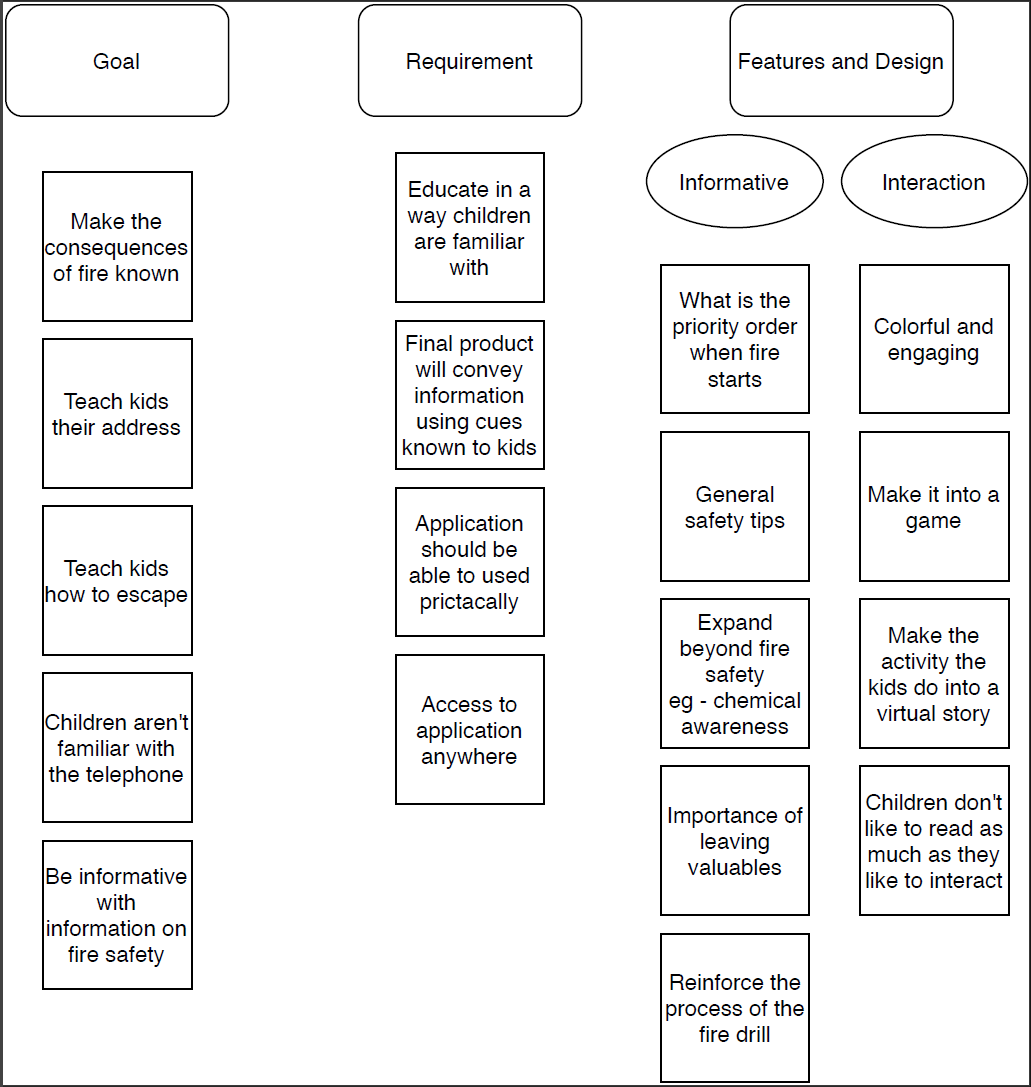 Goal
Requirement
Features and Design
Informative
Interaction
Make the
consequences
of fire known
Teach kids
their address
Teach kids
how to escape
Children aren't
familiar with
the telephone
Be informative
with
information on
fire safety
Educate in a
way children
are familiar
with
Final product
will convey
information
using cues
known to kids
Application
should be
able to used
prictacally
Access to
application
anywhere
What is the
priority order
when fire
starts
General
safety tips
Expand
beyond fire
safety
eg - chemical
awareness
Importance of
leaving
valuables
Reinforce the
process of the
fire drill
Colorful and
engaging
Make it into a
game
Make the
activity the
kids do into a
virtual story
Children don't
like to read as
much as they
like to interact